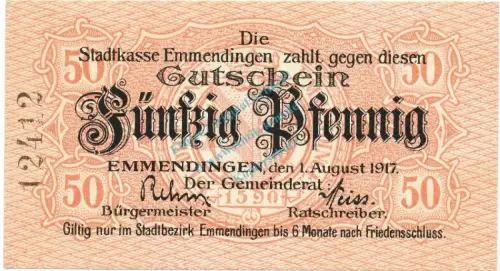 Die
Stadtkasse Emmendingen zahlt gegen diesen
50 Gutschein 50
Fünfzig Pfennig
12412
EMMENDINGEN, den 1. August 1917.
Der Gemeinderat:
50 1590 50
Bürgermeister Ratschreiber.
Giltig nur im Stadtbezirk Emmendingen bis 6 Monate nach Friedensschluss.